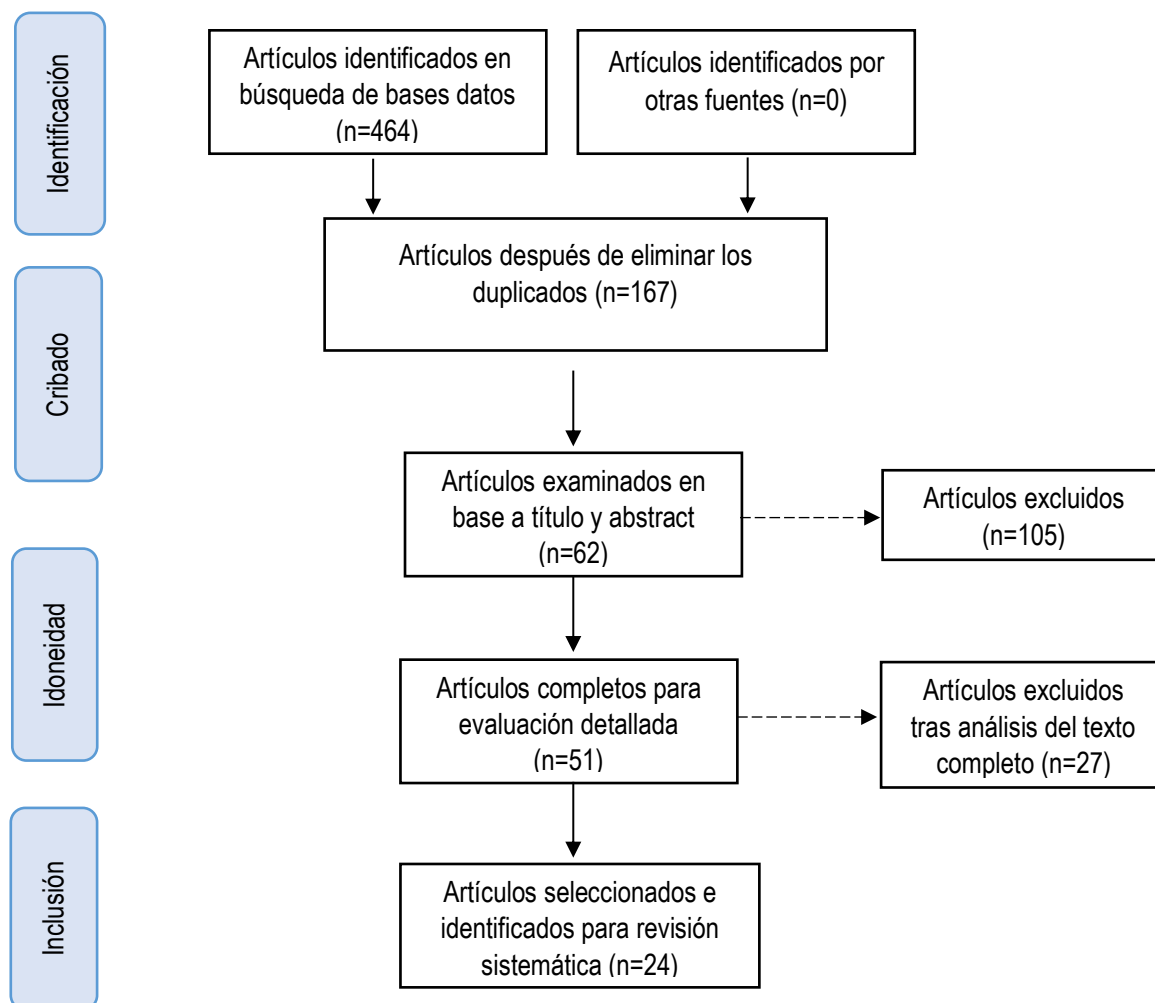 Identificación
Artículos identificados en
búsqueda de bases datos
(n=464)
Artículos identificados por
otras fuentes (n=0)
Artículos después de eliminar los
duplicados (n=167)
Cribado
Artículos examinados en
base a título y abstract
(n=62)
Artículos excluidos
(n=105)
Idoneidad
Artículos completos para
evaluación detallada
(n=51)
Artículos excluidos
tras análisis del texto
completo (n=27)
Inclusión
Artículos seleccionados e
identificados para revisión
sistemática (n=24)